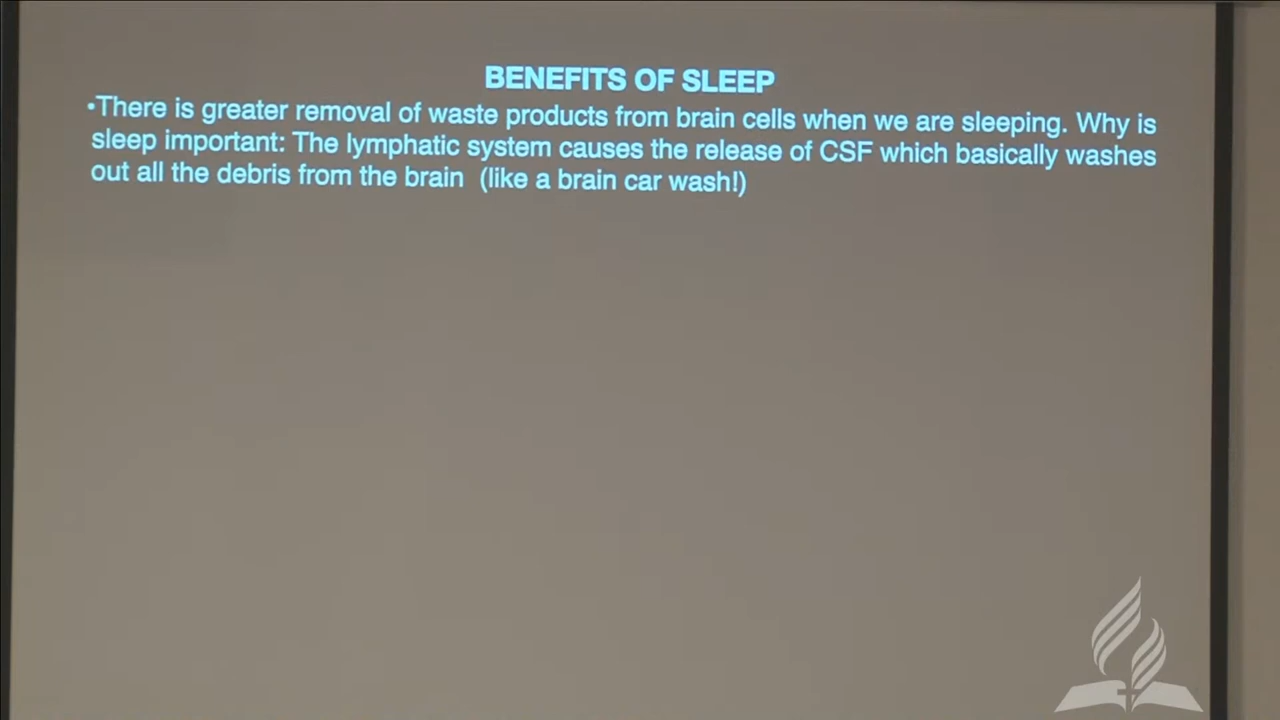 BENEFITS OF SLEEP
•There is greater removal of waste products from brain cells when we are sleeping. Why is
sleep important: The lymphatic system causes the release of CSF which basically washes
out all the debris from the brain  (like a brain car wash!)